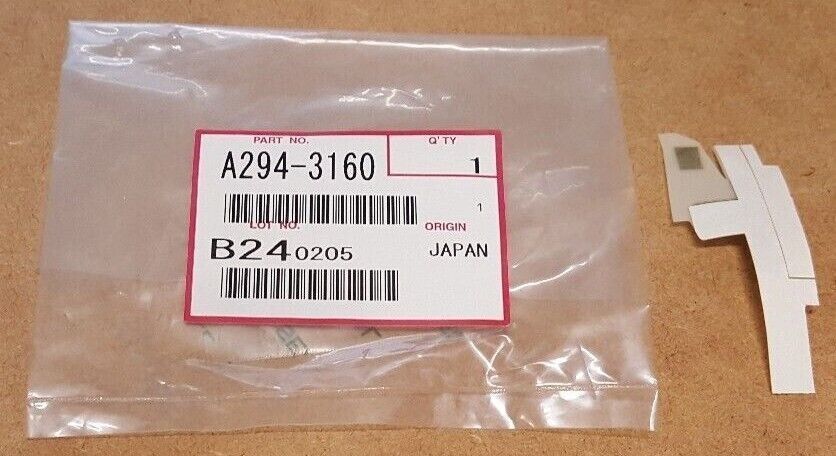 PART NO.
Q'TY
A294-3160
1
1
LOT NO.
ORIGIN
B24 0205
JAPAN